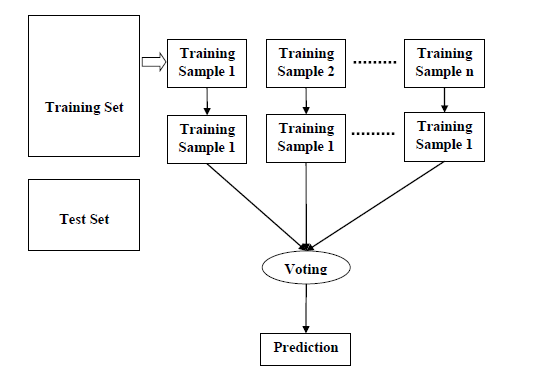 Training Set
Training
Sample 1
Training
Sample 2
.........
Training
Sample n
Training
Sample 1
Training
Sample 1
.........
Training
Sample 1
Test Set
Voting
Prediction